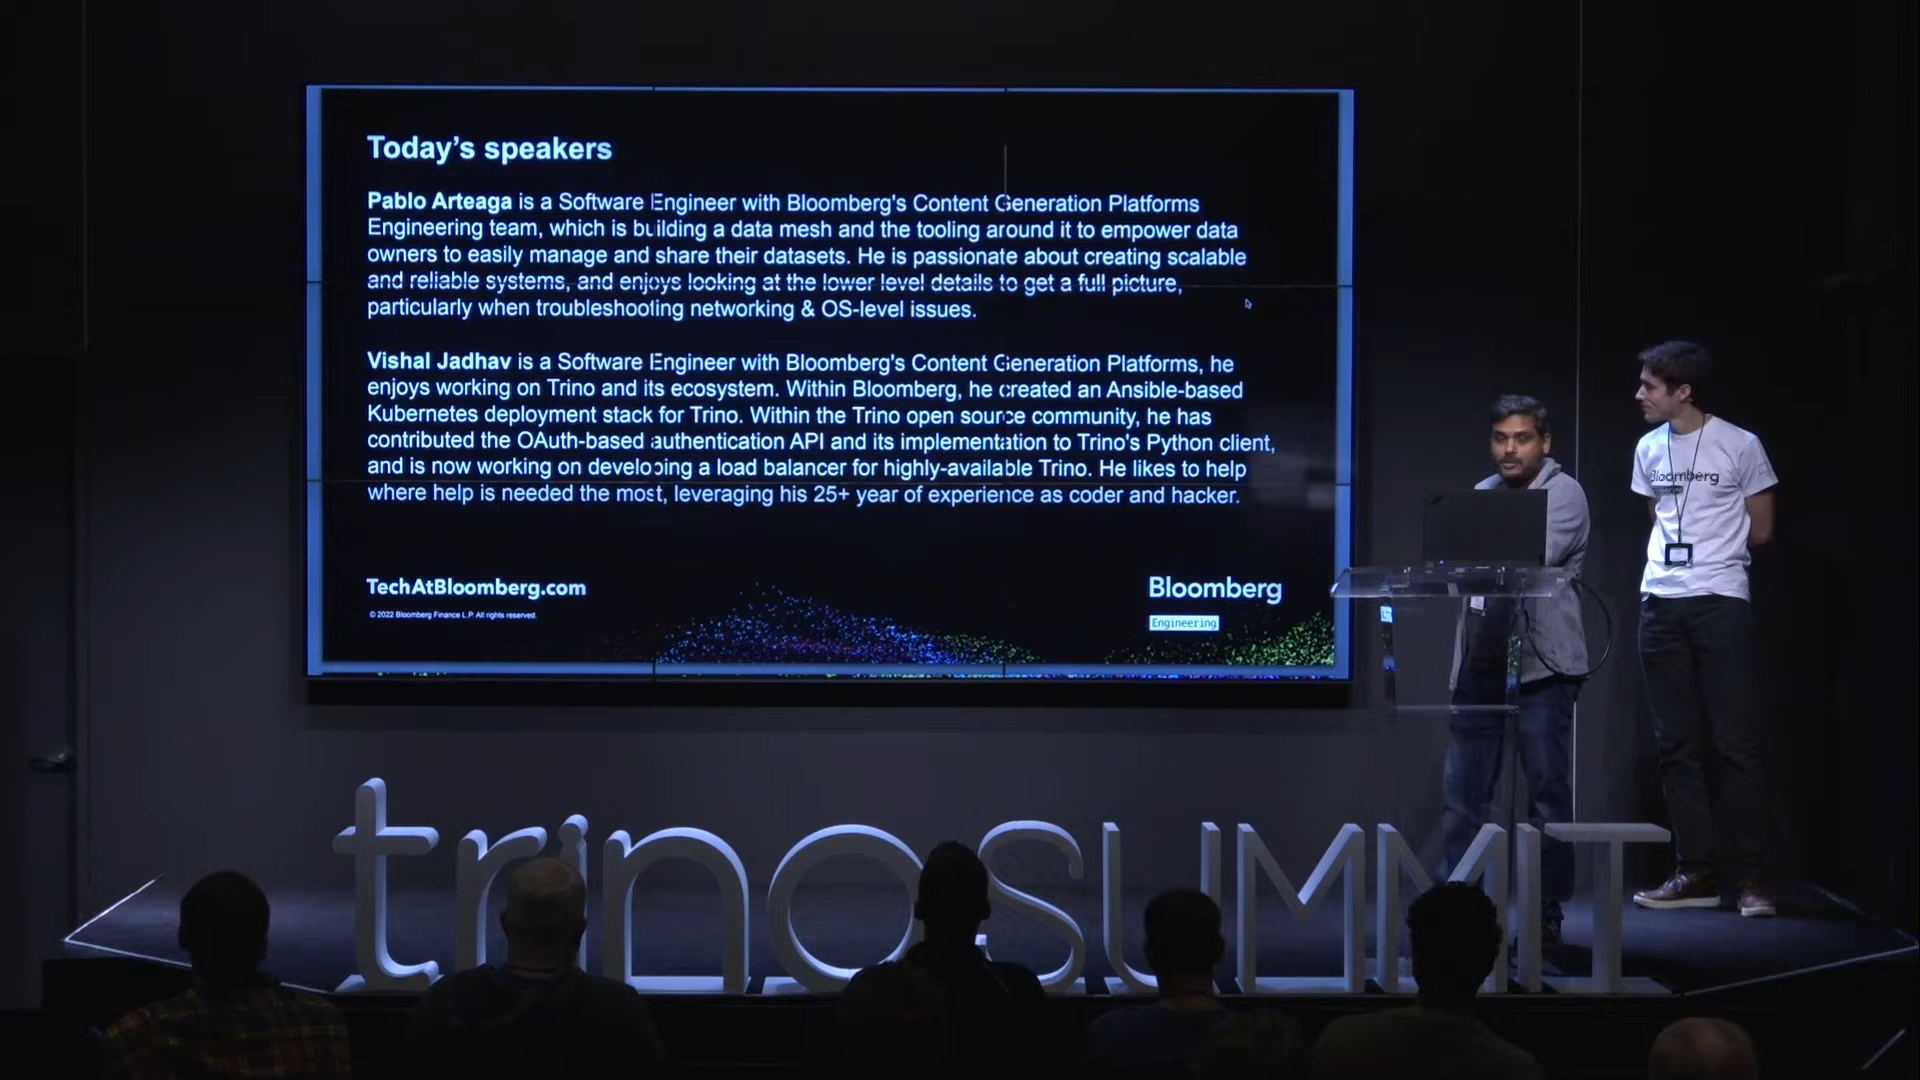 Today's speakers
Pablo Arteaga is a Software Engineer with Bloomberg's Content Generation Platforms
Engineering team, which is building a data mesh and the tooling around it to empower data
owners to easily manage and share their datasets. He is passionate about creating scalable
and reliable systems, and enjoys looking at the lower level details to get a full picture,
particularly when troubleshooting networking & OS-level issues.
Vishal Jadhav is a Software Engineer with Bloomberg's Content Generation Platforms, he
enjoys working on Trino and its ecosystem. Within Bloomberg, he created an Ansible-based
Kubernetes deployment stack for Trino. Within the Trino open source community, he has
contributed the OAuth-based authentication API and its implementation to Trino's Python client,
and is now working on developing a load balancer for highly-available Trino. He likes to help
where help is needed the most, leveraging his 25+ year of experience as coder and hacker.
TechAtBloomberg.com
© 2022 Bloomberg Finance L.P. All rights reserved.
Bloomberg
Engineering
Bloomberg
trino SUMMIT